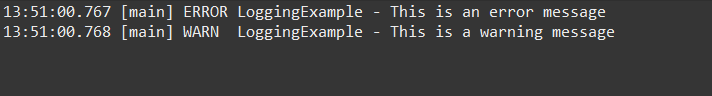 13:51:00.767 [main] ERROR LoggingExample - This is an error message
13:51:00.768 [main] WARN  LoggingExample - This is a warning message